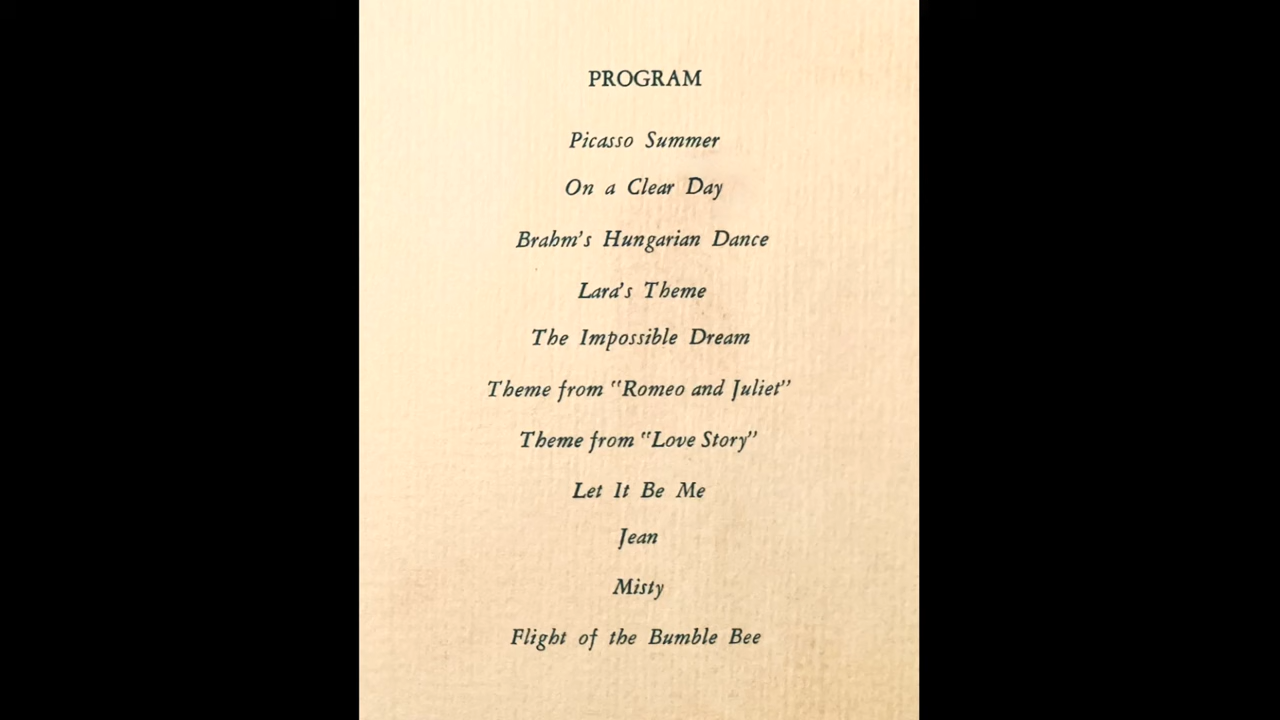 PROGRAM
Picasso Summer
On a Clear Day
Brahm's Hungarian Dance
Lara's Theme
The Impossible Dream
Theme from "Romeo and Juliet"
Theme from "Love Story"
Let It Be Me
Jean
Misty
Flight of the Bumble Bee